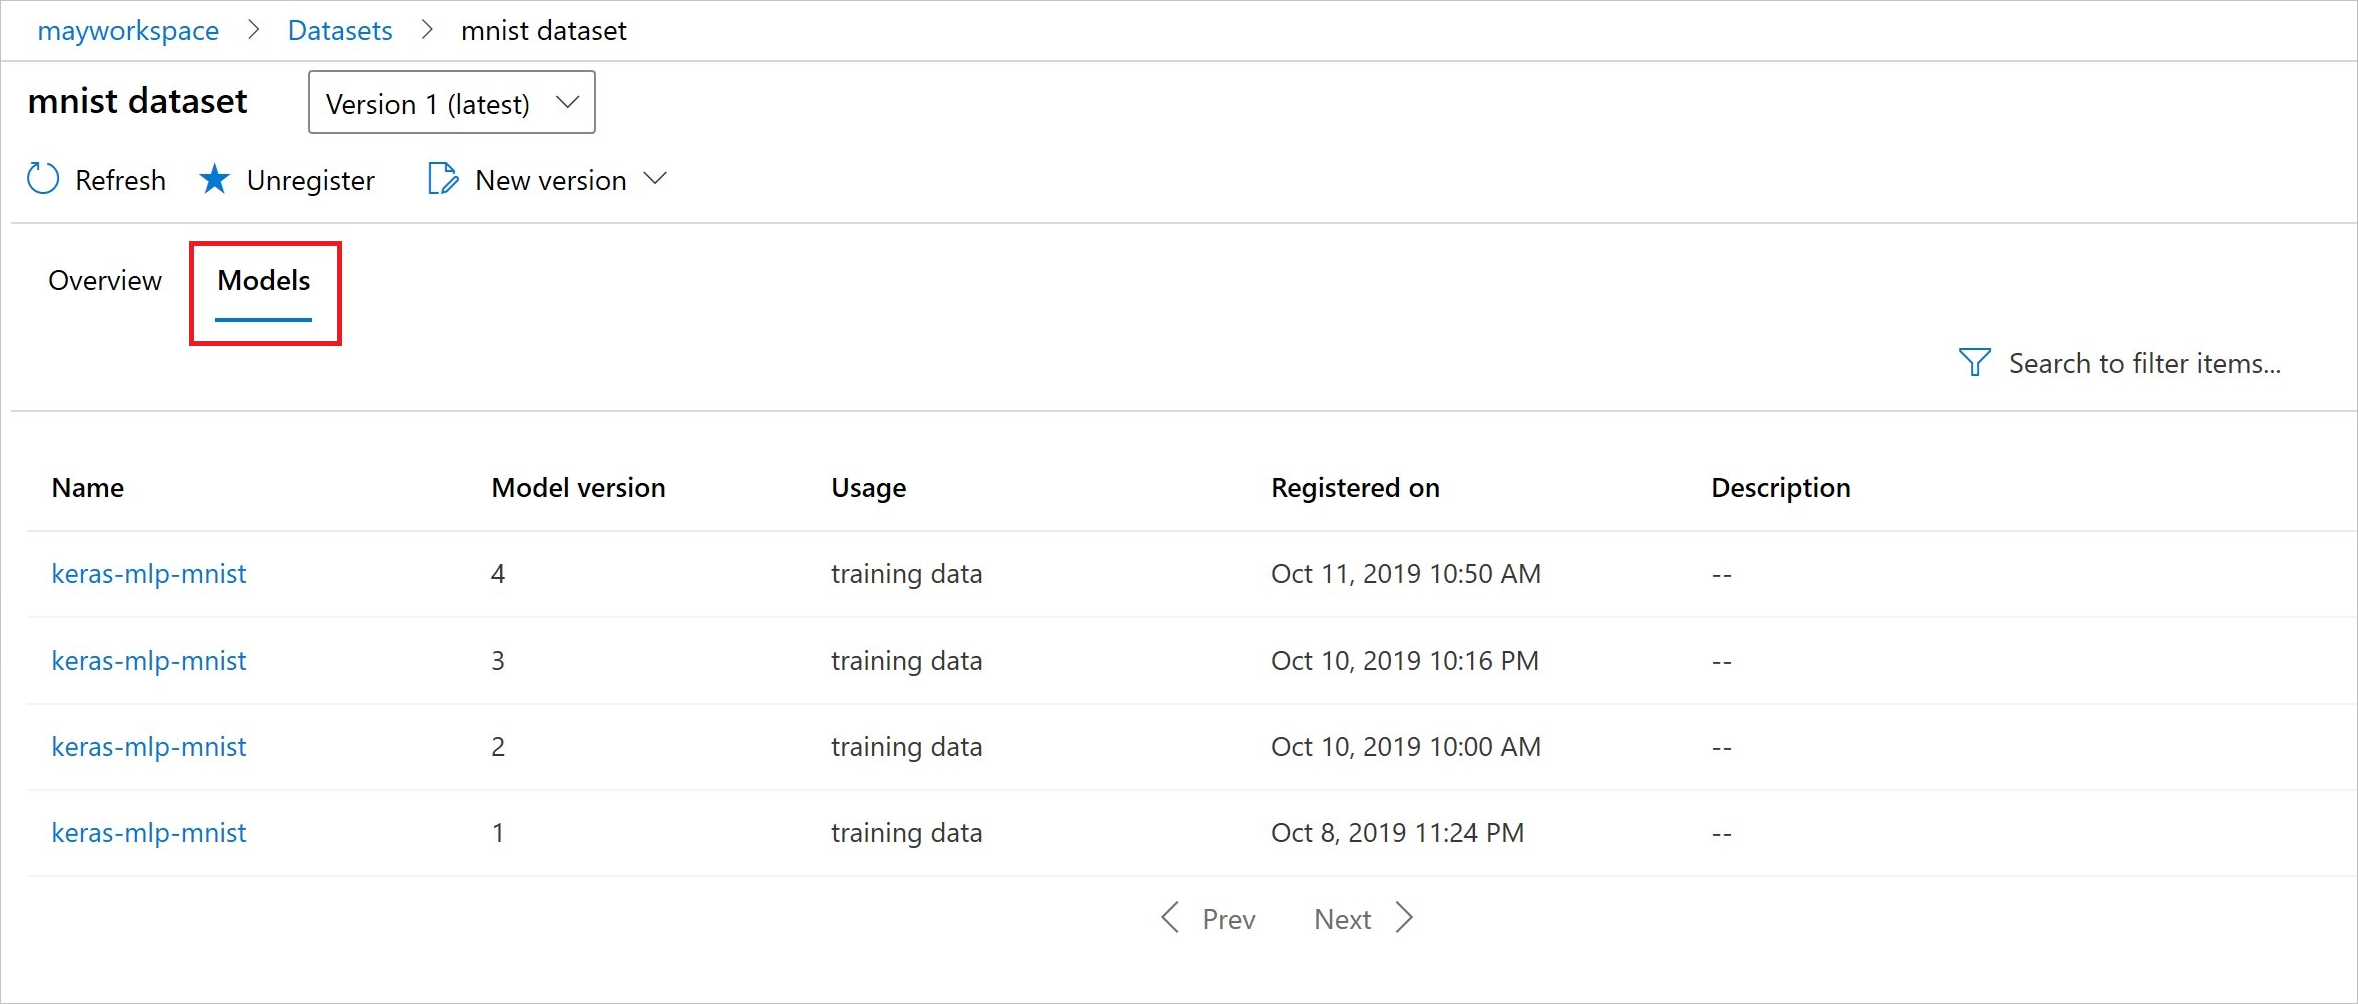 mayworkspace > Datasets > mnist dataset
mnist dataset Version 1 (latest)
Refresh Unregister New version
Overview Models
Search to filter items...
Name Model version Usage Registered on Description
keras-mlp-mnist 4 training data Oct 11, 2019 10:50 AM --
keras-mlp-mnist 3 training data Oct 10, 2019 10:16 PM --
keras-mlp-mnist 2 training data Oct 10, 2019 10:00 AM --
keras-mlp-mnist 1 training data Oct 8, 2019 11:24 PM --
Prev Next